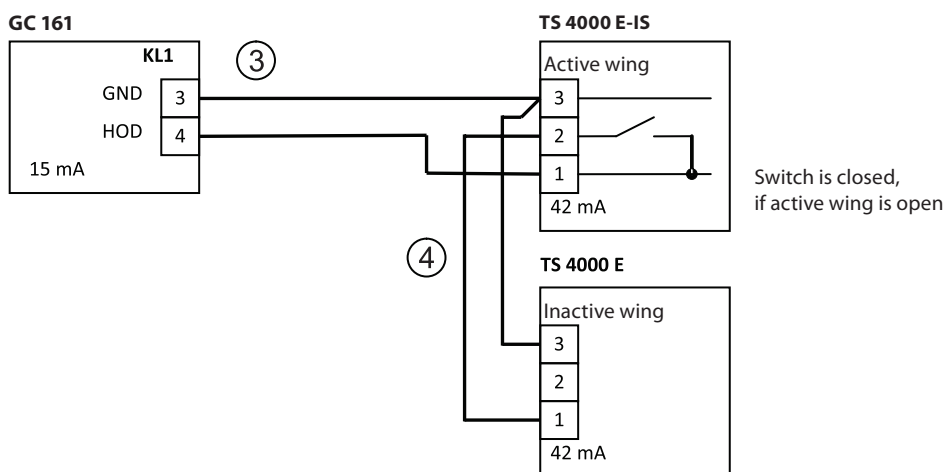 GC 161
KL1
GND 3
HOD 4
15 mA
③
TS 4000 E-IS
Active wing
3
2
1
42 mA
Switch is closed,
if active wing is open
④
TS 4000 E
Inactive wing
3
2
1
42 mA